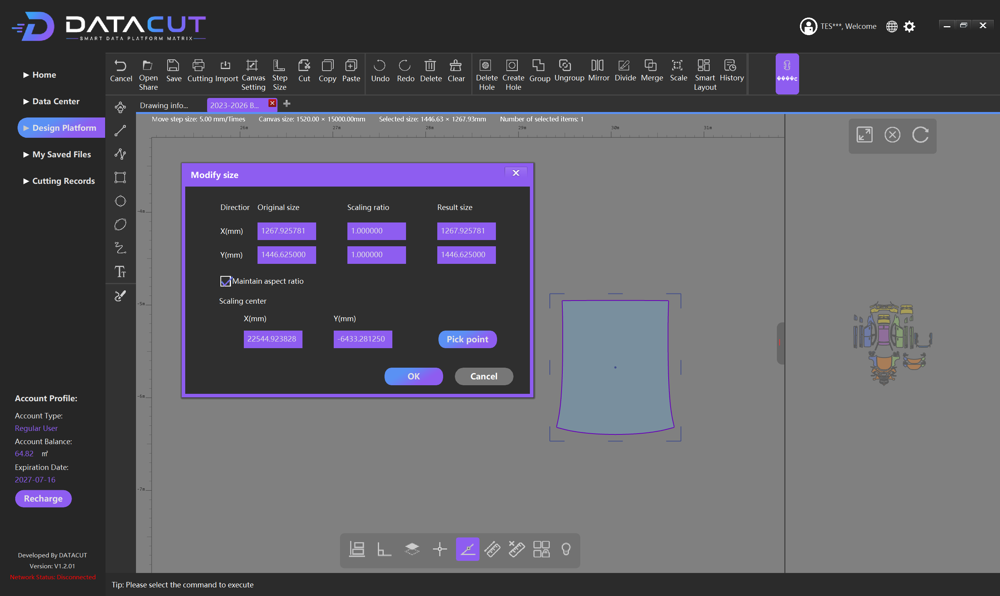 DATACUT
SMART DATA PLATFORM MATRIX
TES***, Welcome
Home
Data Center
Design Platform
My Saved Files
Cutting Records
Cancel
Open Share
Save
Cutting
Import
Canvas Setting
Step Size
Cut
Copy
Paste
Undo
Redo
Delete
Clear
Delete Hole
Create Hole
Group
Ungroup
Mirror
Divide
Merge
Scale
Smart Layout
History
����c
Drawing info...
2023-2026 B...
Move step size: 5.00 mm/Times
Canvas size: 1520.00 × 15000.00mm
Selected size: 1446.63 × 1267.93mm
Number of selected items: 1
26m 27m 28m 29m 30m 31m
-4m
-5m
-6m
-7m
Modify size
Directior Original size Scaling ratio Result size
X(mm) 1267.925781 1.000000 1267.925781
Y(mm) 1446.625000 1.000000 1446.625000
Maintain aspect ratio
Scaling center
X(mm) Y(mm)
22544.923828 -6433.281250 Pick point
OK Cancel
Account Profile:
Account Type:
Regular User
Account Balance:
64.82 ㎡
Expiration Date:
2027-07-16
Recharge
Developed By DATACUT
Version: V1.2.01
Network Status: Disconnected
Tip: Please select the command to execute